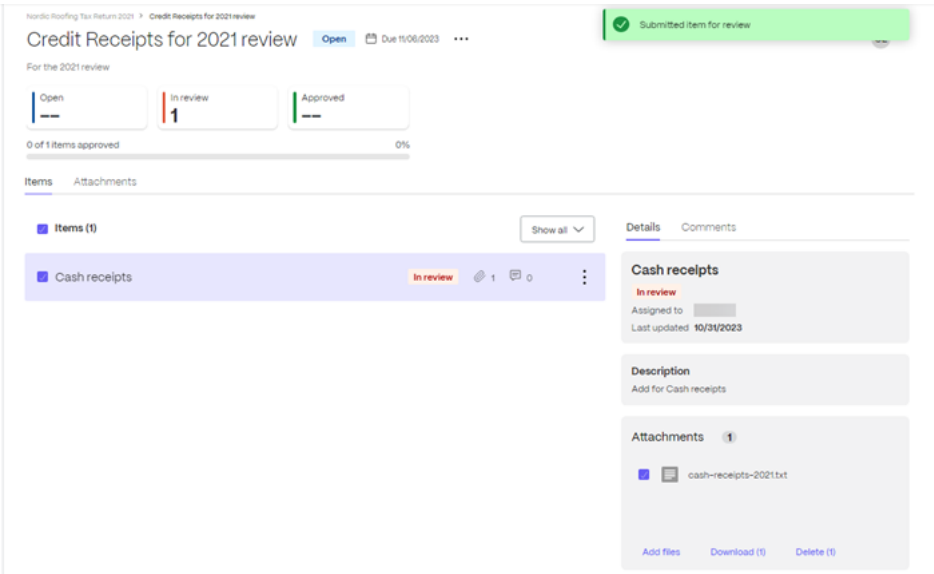 Nordic Roofing Tax Return 2021 > Credit Receipts for 2021 review
Credit Receipts for 2021 review Open Due 11/06/2023 •••
Submitted item for review
For the 2021 review
Open In review Approved
-- 1 --
0 of 1 items approved 0%
Items Attachments
Items (1) Show all
Details Comments
Cash receipts In review 1 0
Cash receipts
In review
Assigned to
Last updated 10/31/2023
Description
Add for Cash receipts
Attachments 1
cash-receipts-2021.txt
Add files Download (1) Delete (1)